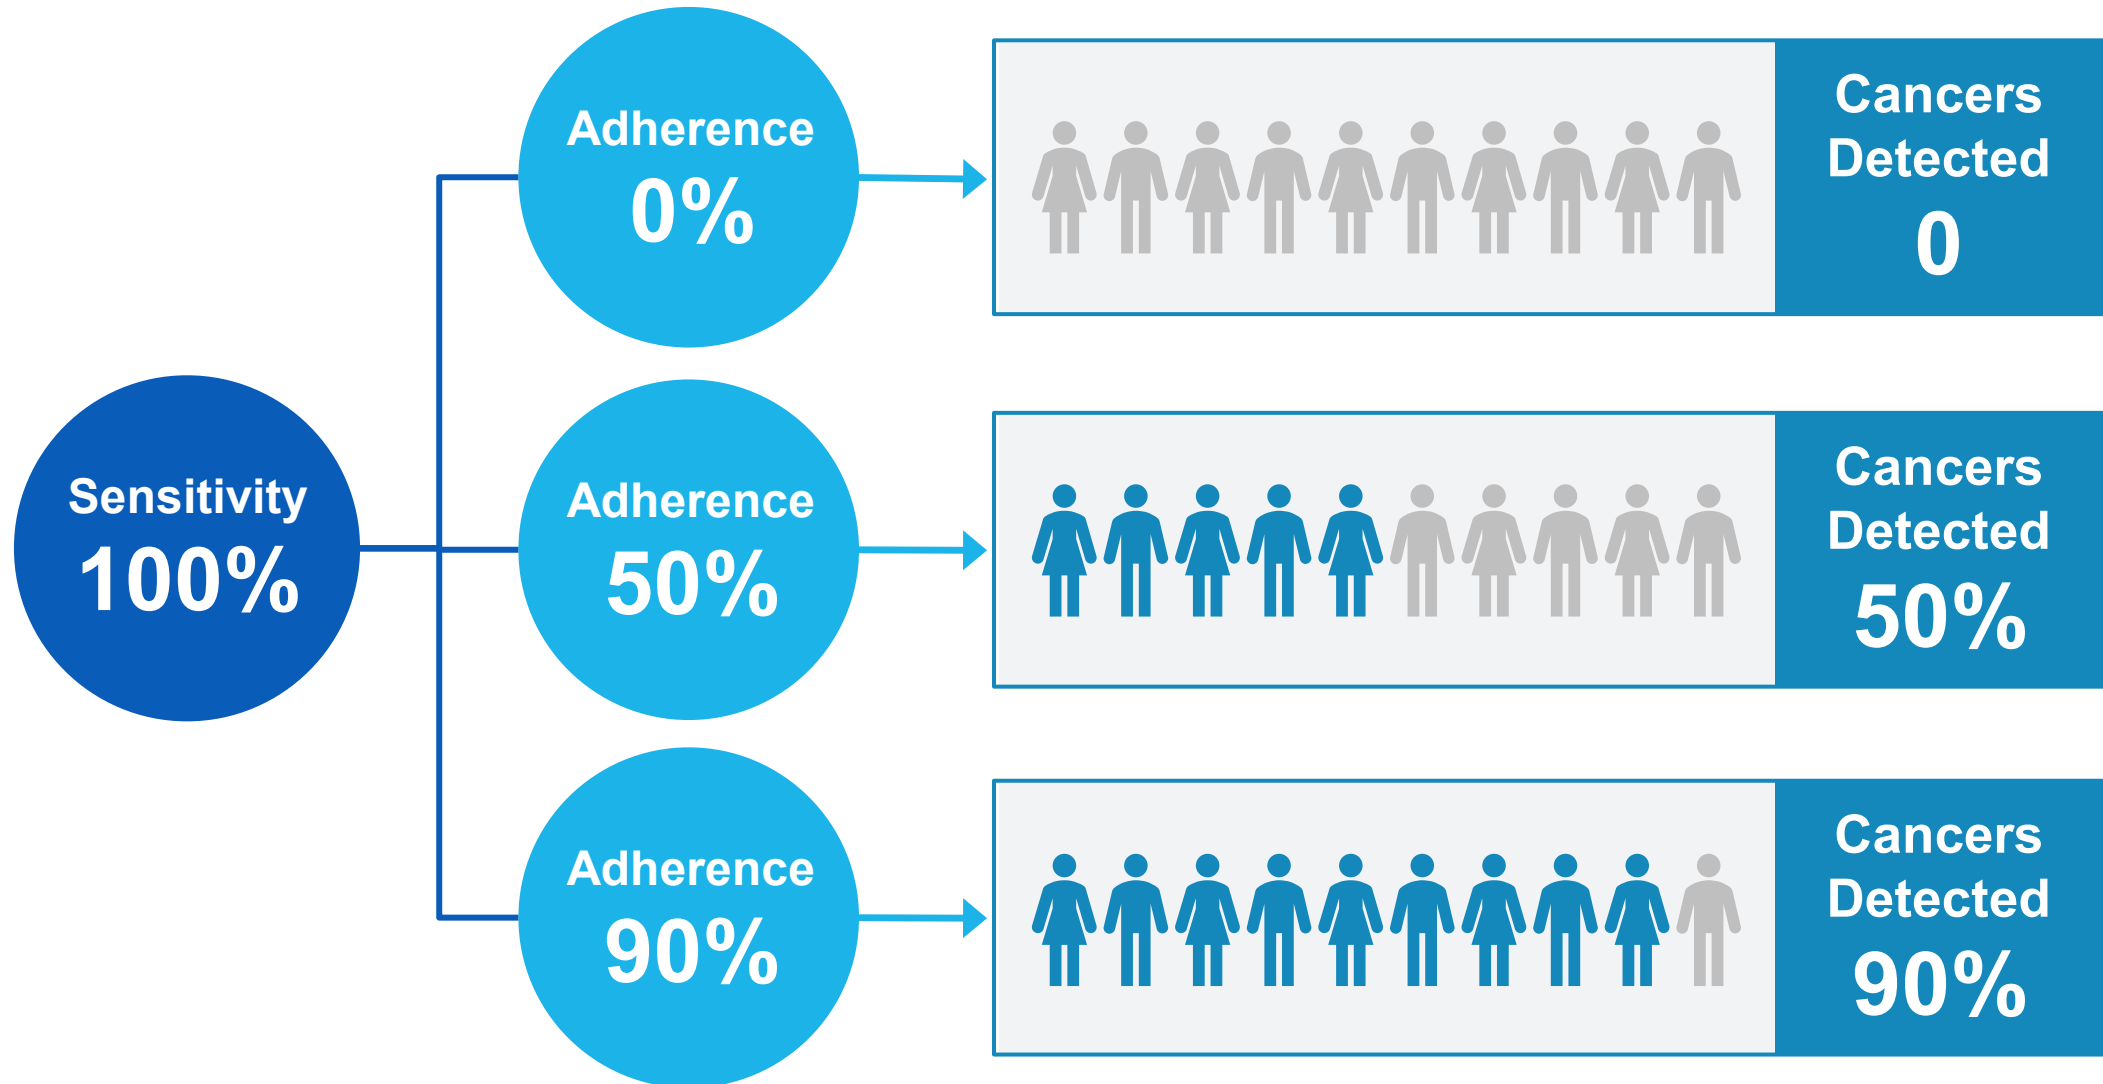 Sensitivity
100%
Adherence
0%
Cancers
Detected
0
Adherence
50%
Cancers
Detected
50%
Adherence
90%
Cancers
Detected
90%